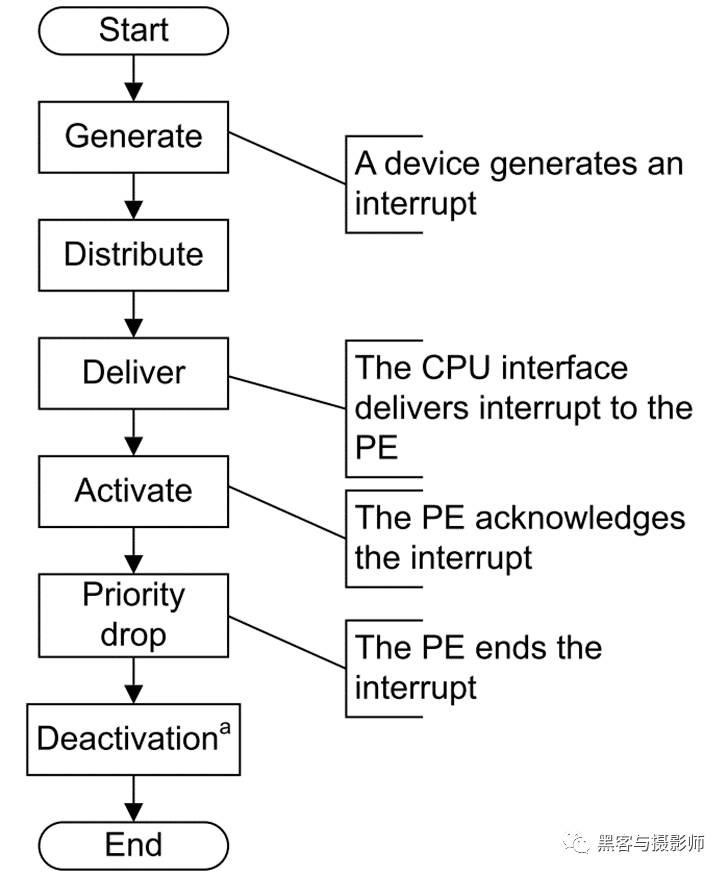 Start
Generate
A device generates an
interrupt
Distribute
Deliver
The CPU interface
delivers interrupt to the
PE
Activate
The PE acknowledges
the interrupt
Priority
drop
The PE ends the
interrupt
Deactivationᵃ
End
黑客与摄影师